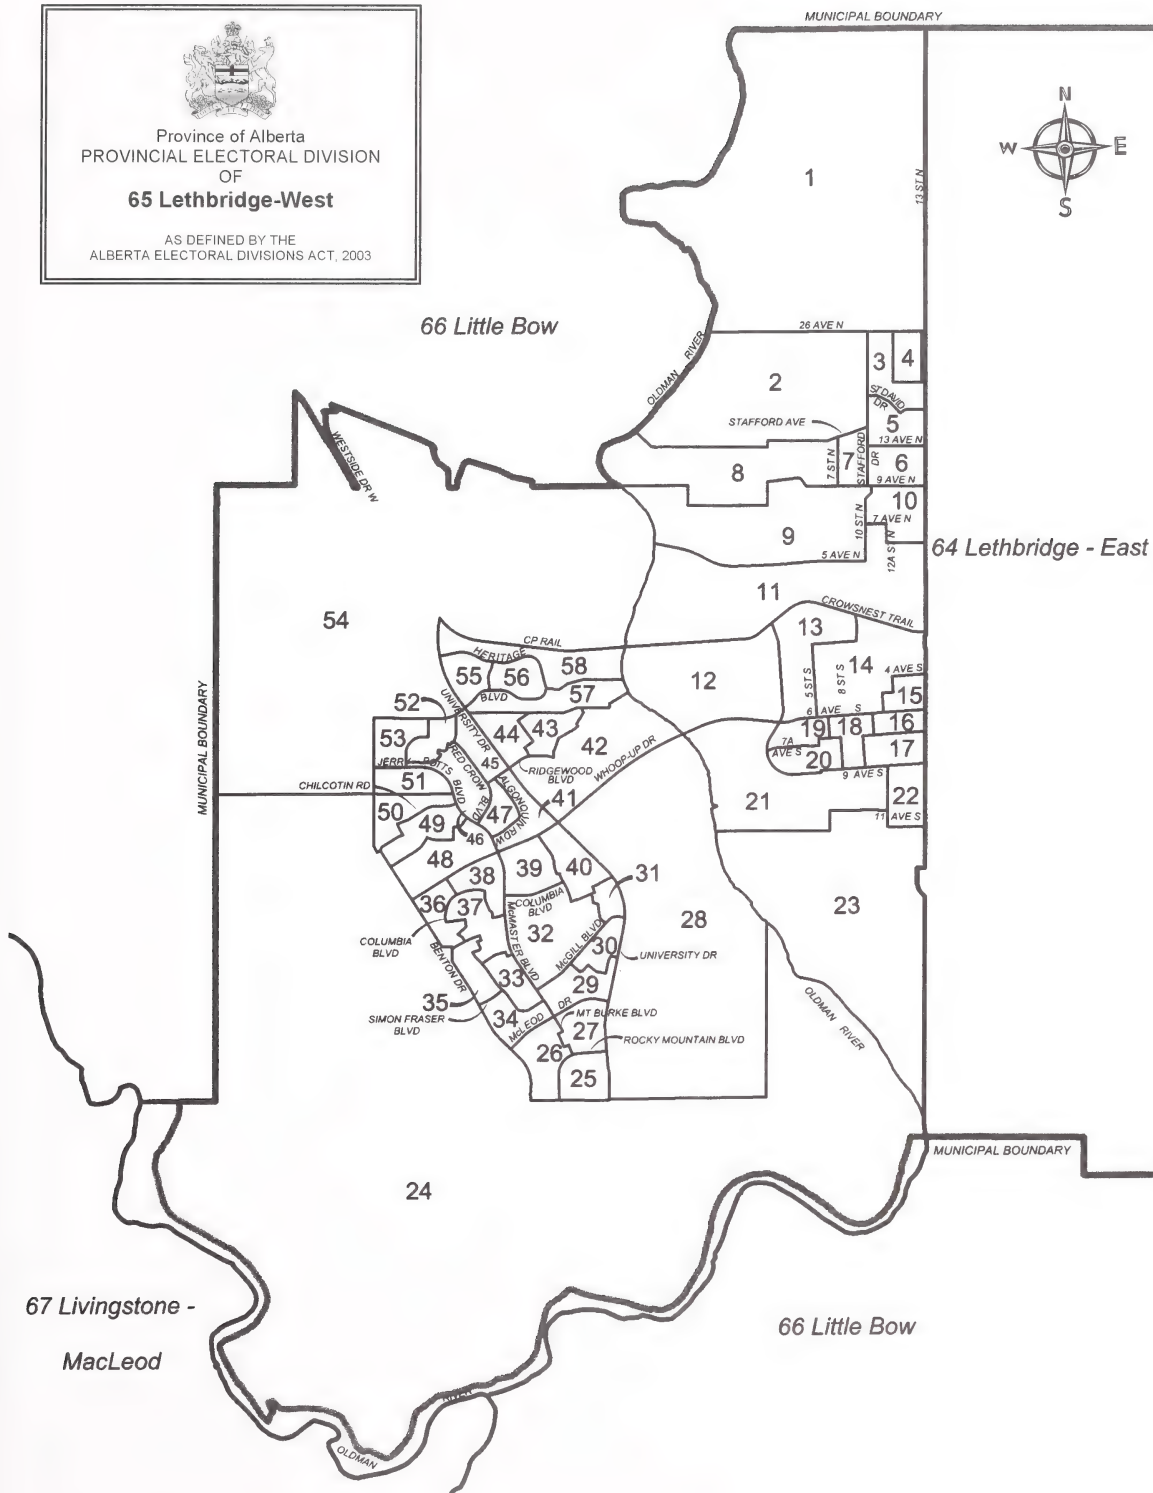 MUNICIPAL BOUNDARY
Province of Alberta
PROVINCIAL ELECTORAL DIVISION
OF
65 Lethbridge-West
AS DEFINED BY THE
ALBERTA ELECTORAL DIVISIONS ACT, 2003
N
W E
S
1
13 ST N
66 Little Bow
26 AVE N
OLDMAN RIVER
2
3
4
ST DAVID
DR
STAFFORD AVE
5
13 AVE N
WESTSIDE DR W
8
7 ST N
7
STAFFORD
DR
6
9 AVE N
10
10 ST N
7 AVE N
9
12A ST N
5 AVE N
64 Lethbridge - East
11
CROWSNEST TRAIL
54
CP RAIL
13
HERITAGE
58
55
56
BLVD
57
12
5 ST S
8 ST S
14
4 AVE S
15
MUNICIPAL BOUNDARY
52
UNIVERSITY DR
53
44
43
42
WHOOP-UP DR
6 AVE S
19
18
16
7A
AVE S
20
17
9 AVE S
JERRY POTTS BLVD
RED CROW BLVD
45
RIDGEWOOD
BLVD
CHILCOTIN RD
51
ALGONQUIN RDW
41
21
22
11 AVE S
50
49
46
47
48
38
39
40
31
36
37
COLUMBIA
BLVD
McMASTER BLVD
32
28
23
COLUMBIA
BLVD
BENTON DR
McGILL BLVD
30
UNIVERSITY DR
33
29
35
SIMON FRASER
BLVD
34
McLEOD DR
MT BURKE BLVD
27
ROCKY MOUNTAIN BLVD
26
25
OLDMAN RIVER
MUNICIPAL BOUNDARY
24
67 Livingstone -
MacLeod
66 Little Bow
RIVER
OLDMAN